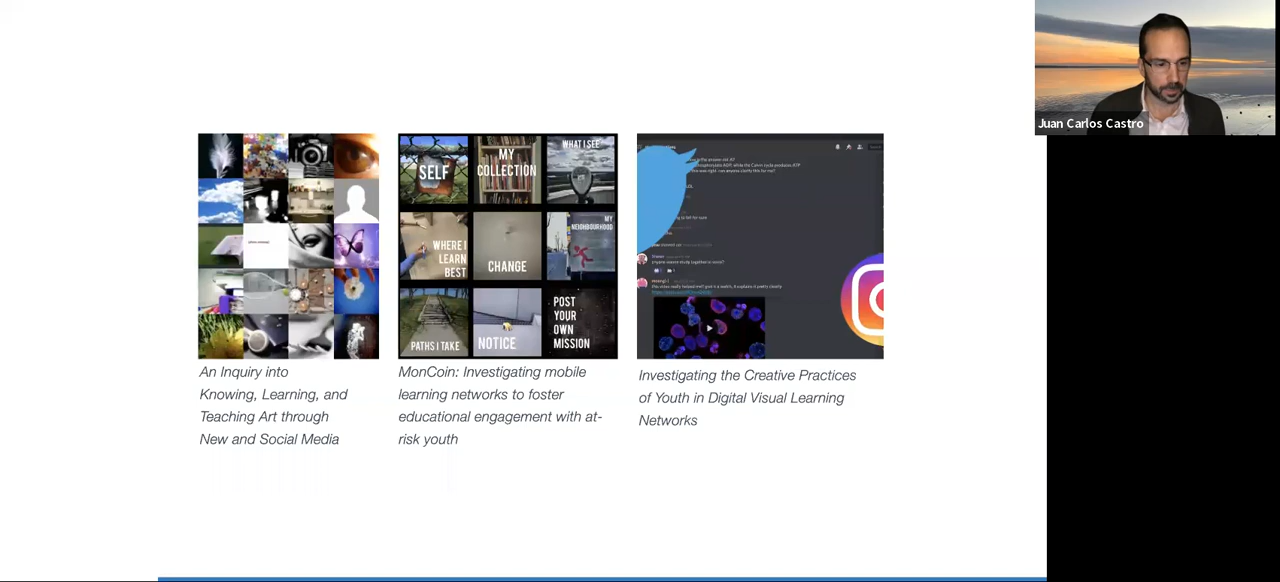 Juan Carlos Castro
SELF
MY
COLLECTION
WHAT I SEE
WHERE I
LEARN
BEST
CHANGE
MY
NEIGHBOURHOOD
PATHS I TAKE
NOTICE
POST
YOUR
OWN
MISSION
An Inquiry into
Knowing, Learning, and
Teaching Art through
New and Social Media
MonCoin: Investigating mobile
learning networks to foster
educational engagement with at-
risk youth
Investigating the Creative Practices
of Youth in Digital Visual Learning
Networks